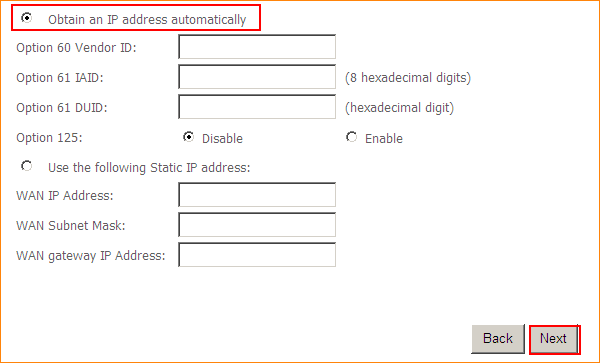 Obtain an IP address automatically
Option 60 Vendor ID:
Option 61 IAID: (8 hexadecimal digits)
Option 61 DUID: (hexadecimal digit)
Option 125: Disable Enable
Use the following Static IP address:
WAN IP Address:
WAN Subnet Mask:
WAN gateway IP Address:
Back Next